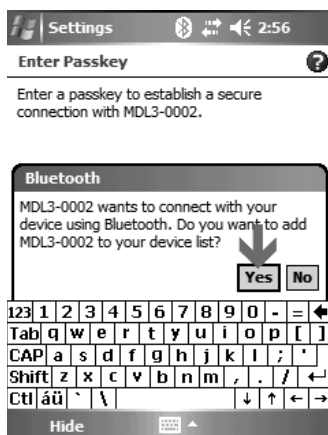 Settings 2:56
Enter Passkey ?
Enter a passkey to establish a secure
connection with MDL3-0002.
Bluetooth
MDL3-0002 wants to connect with your
device using Bluetooth. Do you want to add
MDL3-0002 to your device list?
Yes No
123 1 2 3 4 5 6 7 8 9 0 - =
Tab q w e r t y u i o p [ ]
CAP a s d f g h j k l ; '
Shift z x c v b n m , . /
Ctl áü ` \
Hide